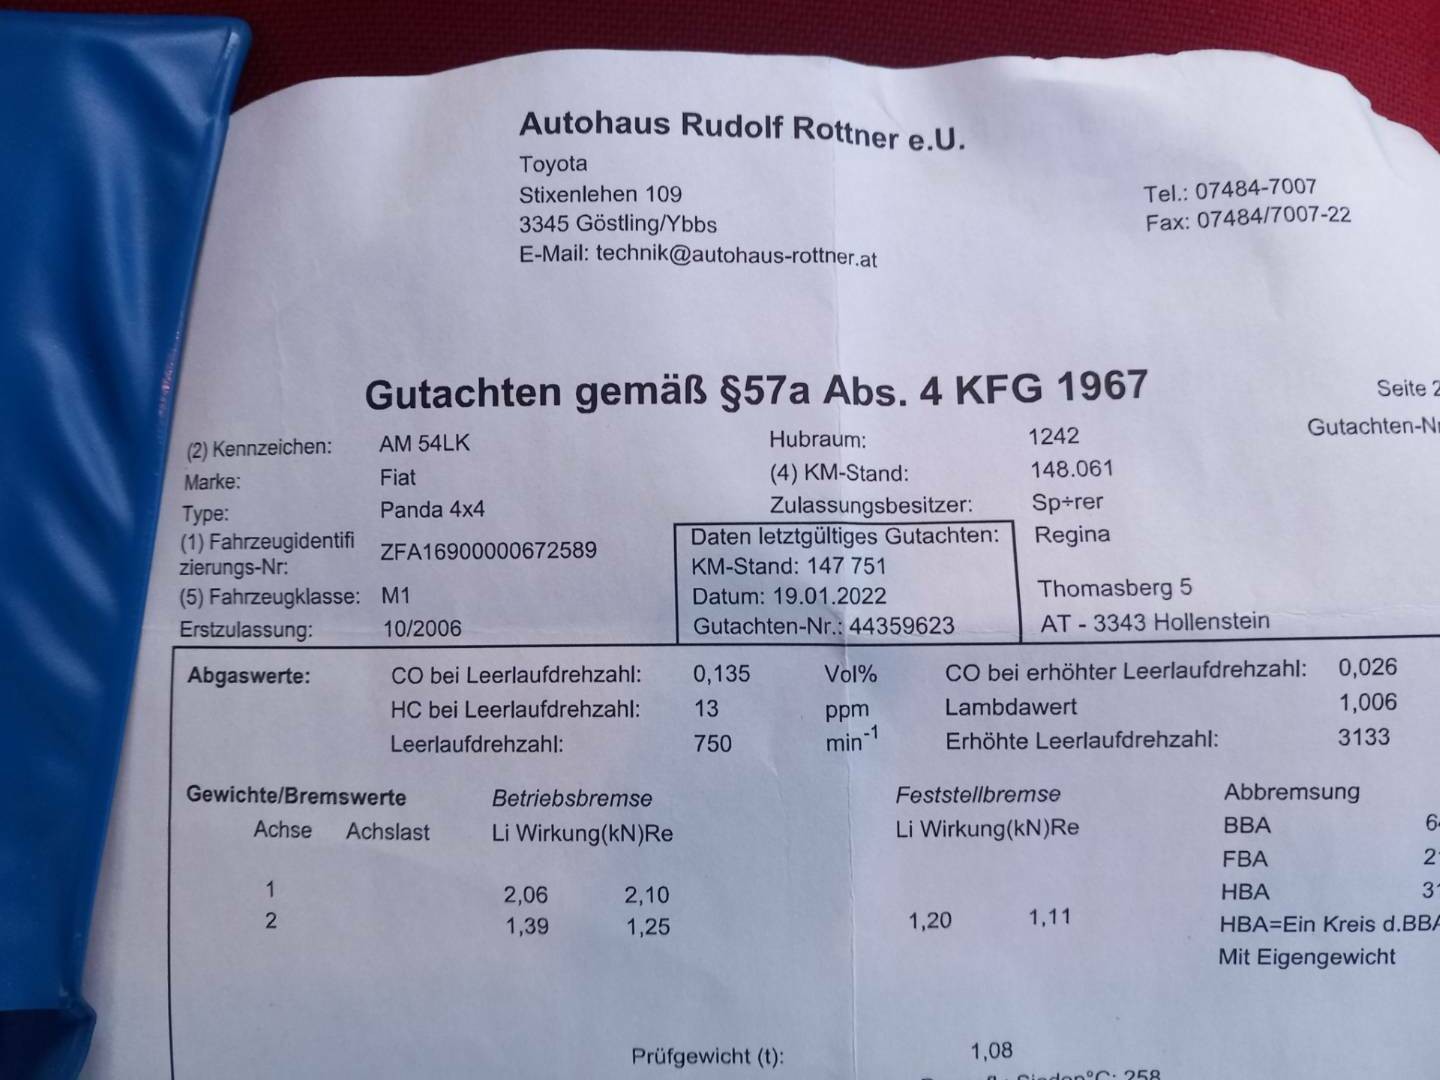 Autohaus Rudolf Rottner e.U.
Toyota
Stixenlehen 109
3345 Göstling/Ybbs
E-Mail: technik@autohaus-rottner.at
Tel.: 07484-7007
Fax: 07484/7007-22
Gutachten gemäß §57a Abs. 4 KFG 1967
Seite 2
Gutachten-Nr
(2) Kennzeichen: AM 54LK
Marke: Fiat
Type: Panda 4x4
(1) Fahrzeugidentifi
zierungs-Nr: ZFA16900000672589
(5) Fahrzeugklasse: M1
Erstzulassung: 10/2006
Hubraum: 1242
(4) KM-Stand: 148.061
Zulassungsbesitzer: Sp÷rer
Regina
Thomasberg 5
AT - 3343 Hollenstein
Daten letztgültiges Gutachten:
KM-Stand: 147 751
Datum: 19.01.2022
Gutachten-Nr.: 44359623
Abgaswerte: CO bei Leerlaufdrehzahl: 0,135 Vol% CO bei erhöhter Leerlaufdrehzahl: 0,026
HC bei Leerlaufdrehzahl: 13 ppm Lambdawert 1,006
Leerlaufdrehzahl: 750 min-1 Erhöhte Leerlaufdrehzahl: 3133
Gewichte/Bremswerte Betriebsbremse Feststellbremse Abbremsung
Achse Achslast Li Wirkung(kN)Re Li Wirkung(kN)Re BBA
FBA
1 2,06 2,10 HBA
2 1,39 1,25 1,20 1,11 HBA=Ein Kreis d.BBA
Mit Eigengewicht
Prüfgewicht (t): 1,08
258